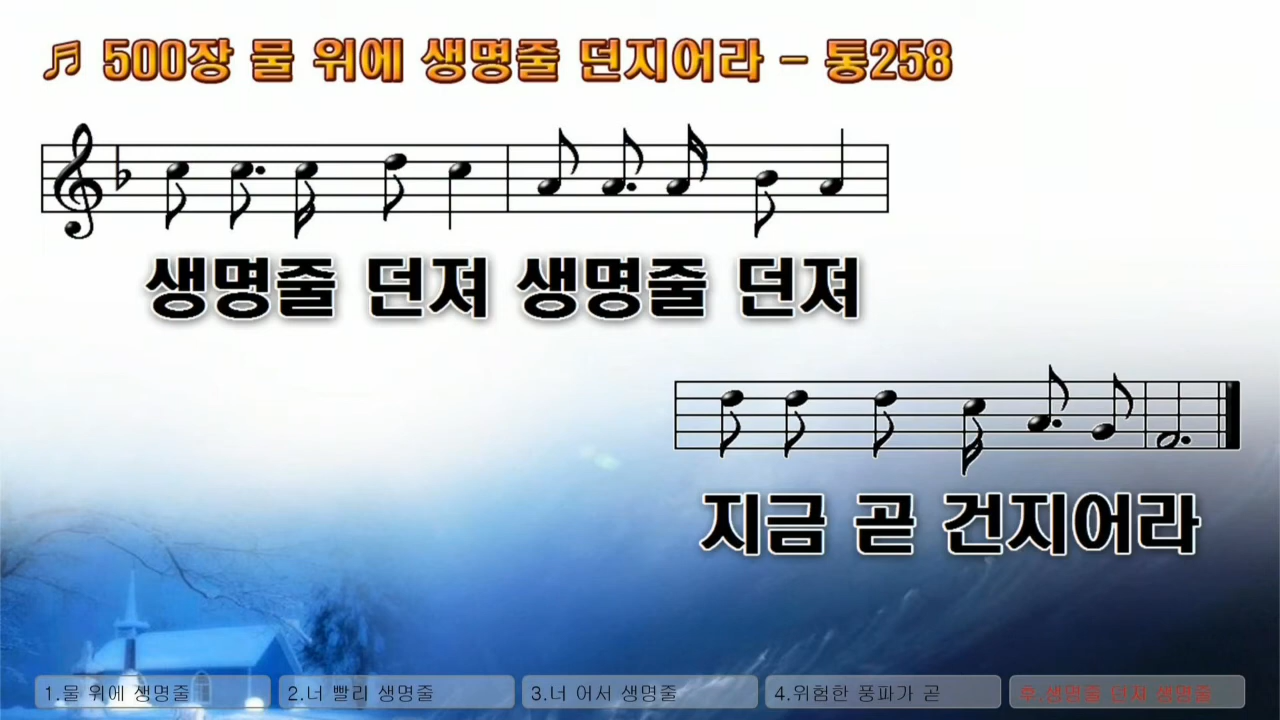 ♬ 500장 물 위에 생명줄 던지어라 - 통258
생명줄 던져 생명줄 던져
지금 곧 건지어라
1.물 위에 생명줄
2.너 빨리 생명줄
3.너 어서 생명줄
4.위험한 풍파가 곧
후.생명줄 던져 생명줄